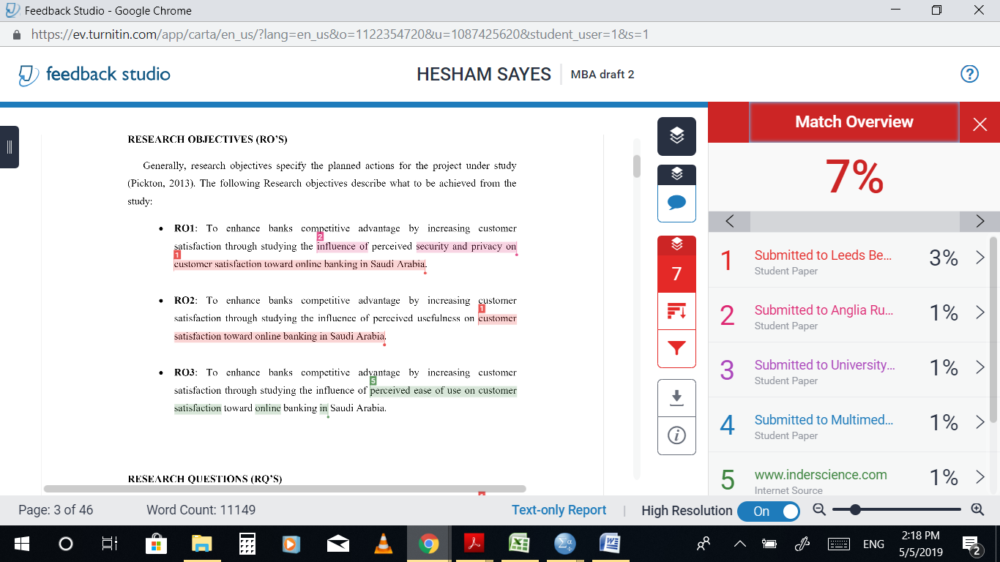 Feedback Studio - Google Chrome
https://ev.turnitin.com/app/carta/en_us/?lang=en_us&o=1122354720&u=1087425620&student_user=1&s=1
feedback studio
HESHAM SAYES
MBA draft 2
?
RESEARCH OBJECTIVES (RO'S)
Generally, research objectives specify the planned actions for the project under study
(Pickton, 2013). The following Research objectives describe what to be achieved from the
study:
• RO1: To enhance banks competitive advantage by increasing customer
2
satisfaction through studying the influence of perceived security and privacy on
1
customer satisfaction toward online banking in Saudi Arabia.
• RO2: To enhance banks competitive advantage by increasing customer
1
satisfaction through studying the influence of perceived usefulness on customer
satisfaction toward online banking in Saudi Arabia.
• RO3: To enhance banks competitive advantage by increasing customer
5
satisfaction through studying the influence of perceived ease of use on customer
satisfaction toward online banking in Saudi Arabia.
RESEARCH QUESTIONS (RQ'S)
7
Match Overview
7%
1 Submitted to Leeds Be... 3%
Student Paper
2 Submitted to Anglia Ru... 1%
Student Paper
3 Submitted to University... 1%
Student Paper
4 Submitted to Multimed... 1%
Student Paper
5 www.inderscience.com 1%
Internet Source
Page: 3 of 46
Word Count: 11149
Text-only Report
High Resolution
On
ENG
2:18 PM
5/5/2019
2